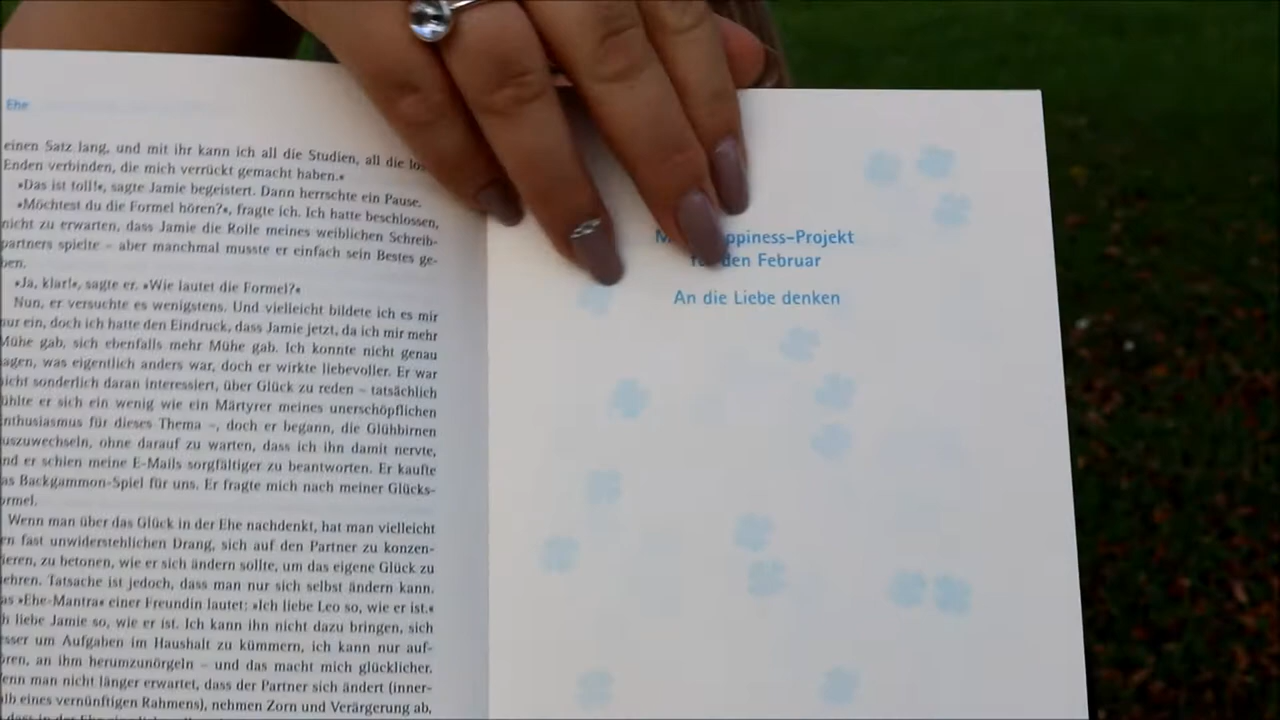 Ehe
einen Satz lang, und mit ihr kann ich all die Studien, all die
Enden verbinden, die mich verrückt gemacht haben.«
»Das ist toll!«, sagte Jamie begeistert. Dann herrschte ein Pause.
»Möchtest du die Formel hören?«, fragte ich. Ich hatte beschlossen,
nicht zu erwarten, dass Jamie die Rolle meines weiblichen Schreib-
partners spielte – aber manchmal musste er einfach sein Bestes ge-
ben.
»Ja, klar!«, sagte er. »Wie lautet die Formel?«
Nun, er versuchte es wenigstens. Und vielleicht bildete ich es mir
nur ein, doch ich hatte den Eindruck, dass Jamie jetzt, da ich mir mehr
Mühe gab, sich ebenfalls mehr Mühe gab. Ich konnte nicht genau
agen, was eigentlich anders war, doch er wirkte liebevoller. Er war
icht sonderlich daran interessiert, über Glück zu reden – tatsächlich
ühlte er sich ein wenig wie ein Märtyrer meines unerschöpflichen
nthusiasmus für dieses Thema –, doch er begann, die Glühbirnen
uszuwechseln, ohne darauf zu warten, dass ich ihn damit nervte,
nd er schien meine E-Mails sorgfältiger zu beantworten. Er kaufte
as Backgammon-Spiel für uns. Er fragte mich nach meiner Glücks-
ormel.
Wenn man über das Glück in der Ehe nachdenkt, hat man vielleicht
en fast unwiderstehlichen Drang, sich auf den Partner zu konzen-
ieren, zu betonen, wie er sich ändern sollte, um das eigene Glück zu
ehren. Tatsache ist jedoch, dass man nur sich selbst ändern kann.
as »Ehe-Mantra« einer Freundin lautet: »Ich liebe Leo so, wie er ist.«
h liebe Jamie so, wie er ist. Ich kann ihn nicht dazu bringen, sich
sser um Aufgaben im Haushalt zu kümmern, ich kann nur auf-
ören, an ihm herumzunörgeln – und das macht mich glücklicher.
enn man nicht länger erwartet, dass der Partner sich ändert (inner-
lb eines vernünftigen Rahmens), nehmen Zorn und Verärgerung ab,
ppiness-Projekt
den Februar
An die Liebe denken